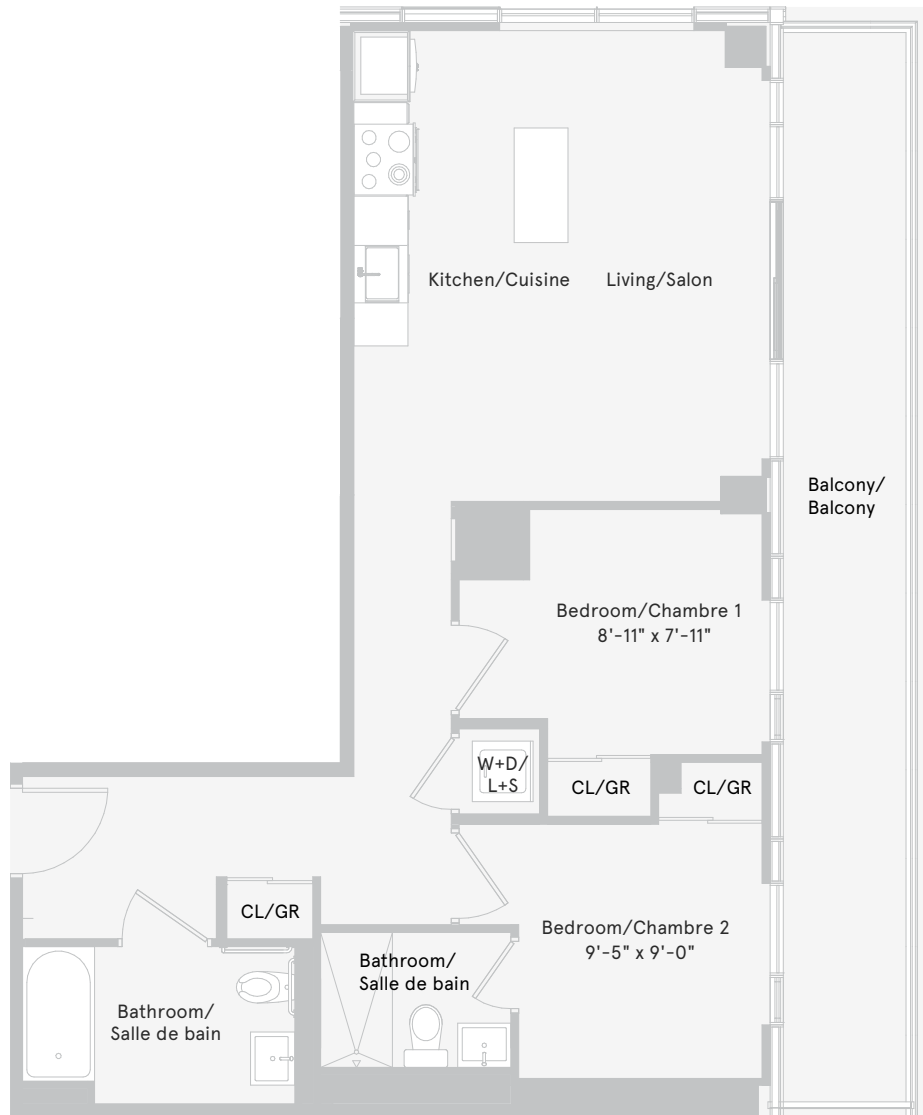 Kitchen/Cuisine
Living/Salon
Balcony/
Balcony
Bedroom/Chambre 1
8'-11" x 7'-11"
W+D/
L+S
CL/GR
CL/GR
CL/GR
Bedroom/Chambre 2
9'-5" x 9'-0"
Bathroom/
Salle de bain
Bathroom/
Salle de bain